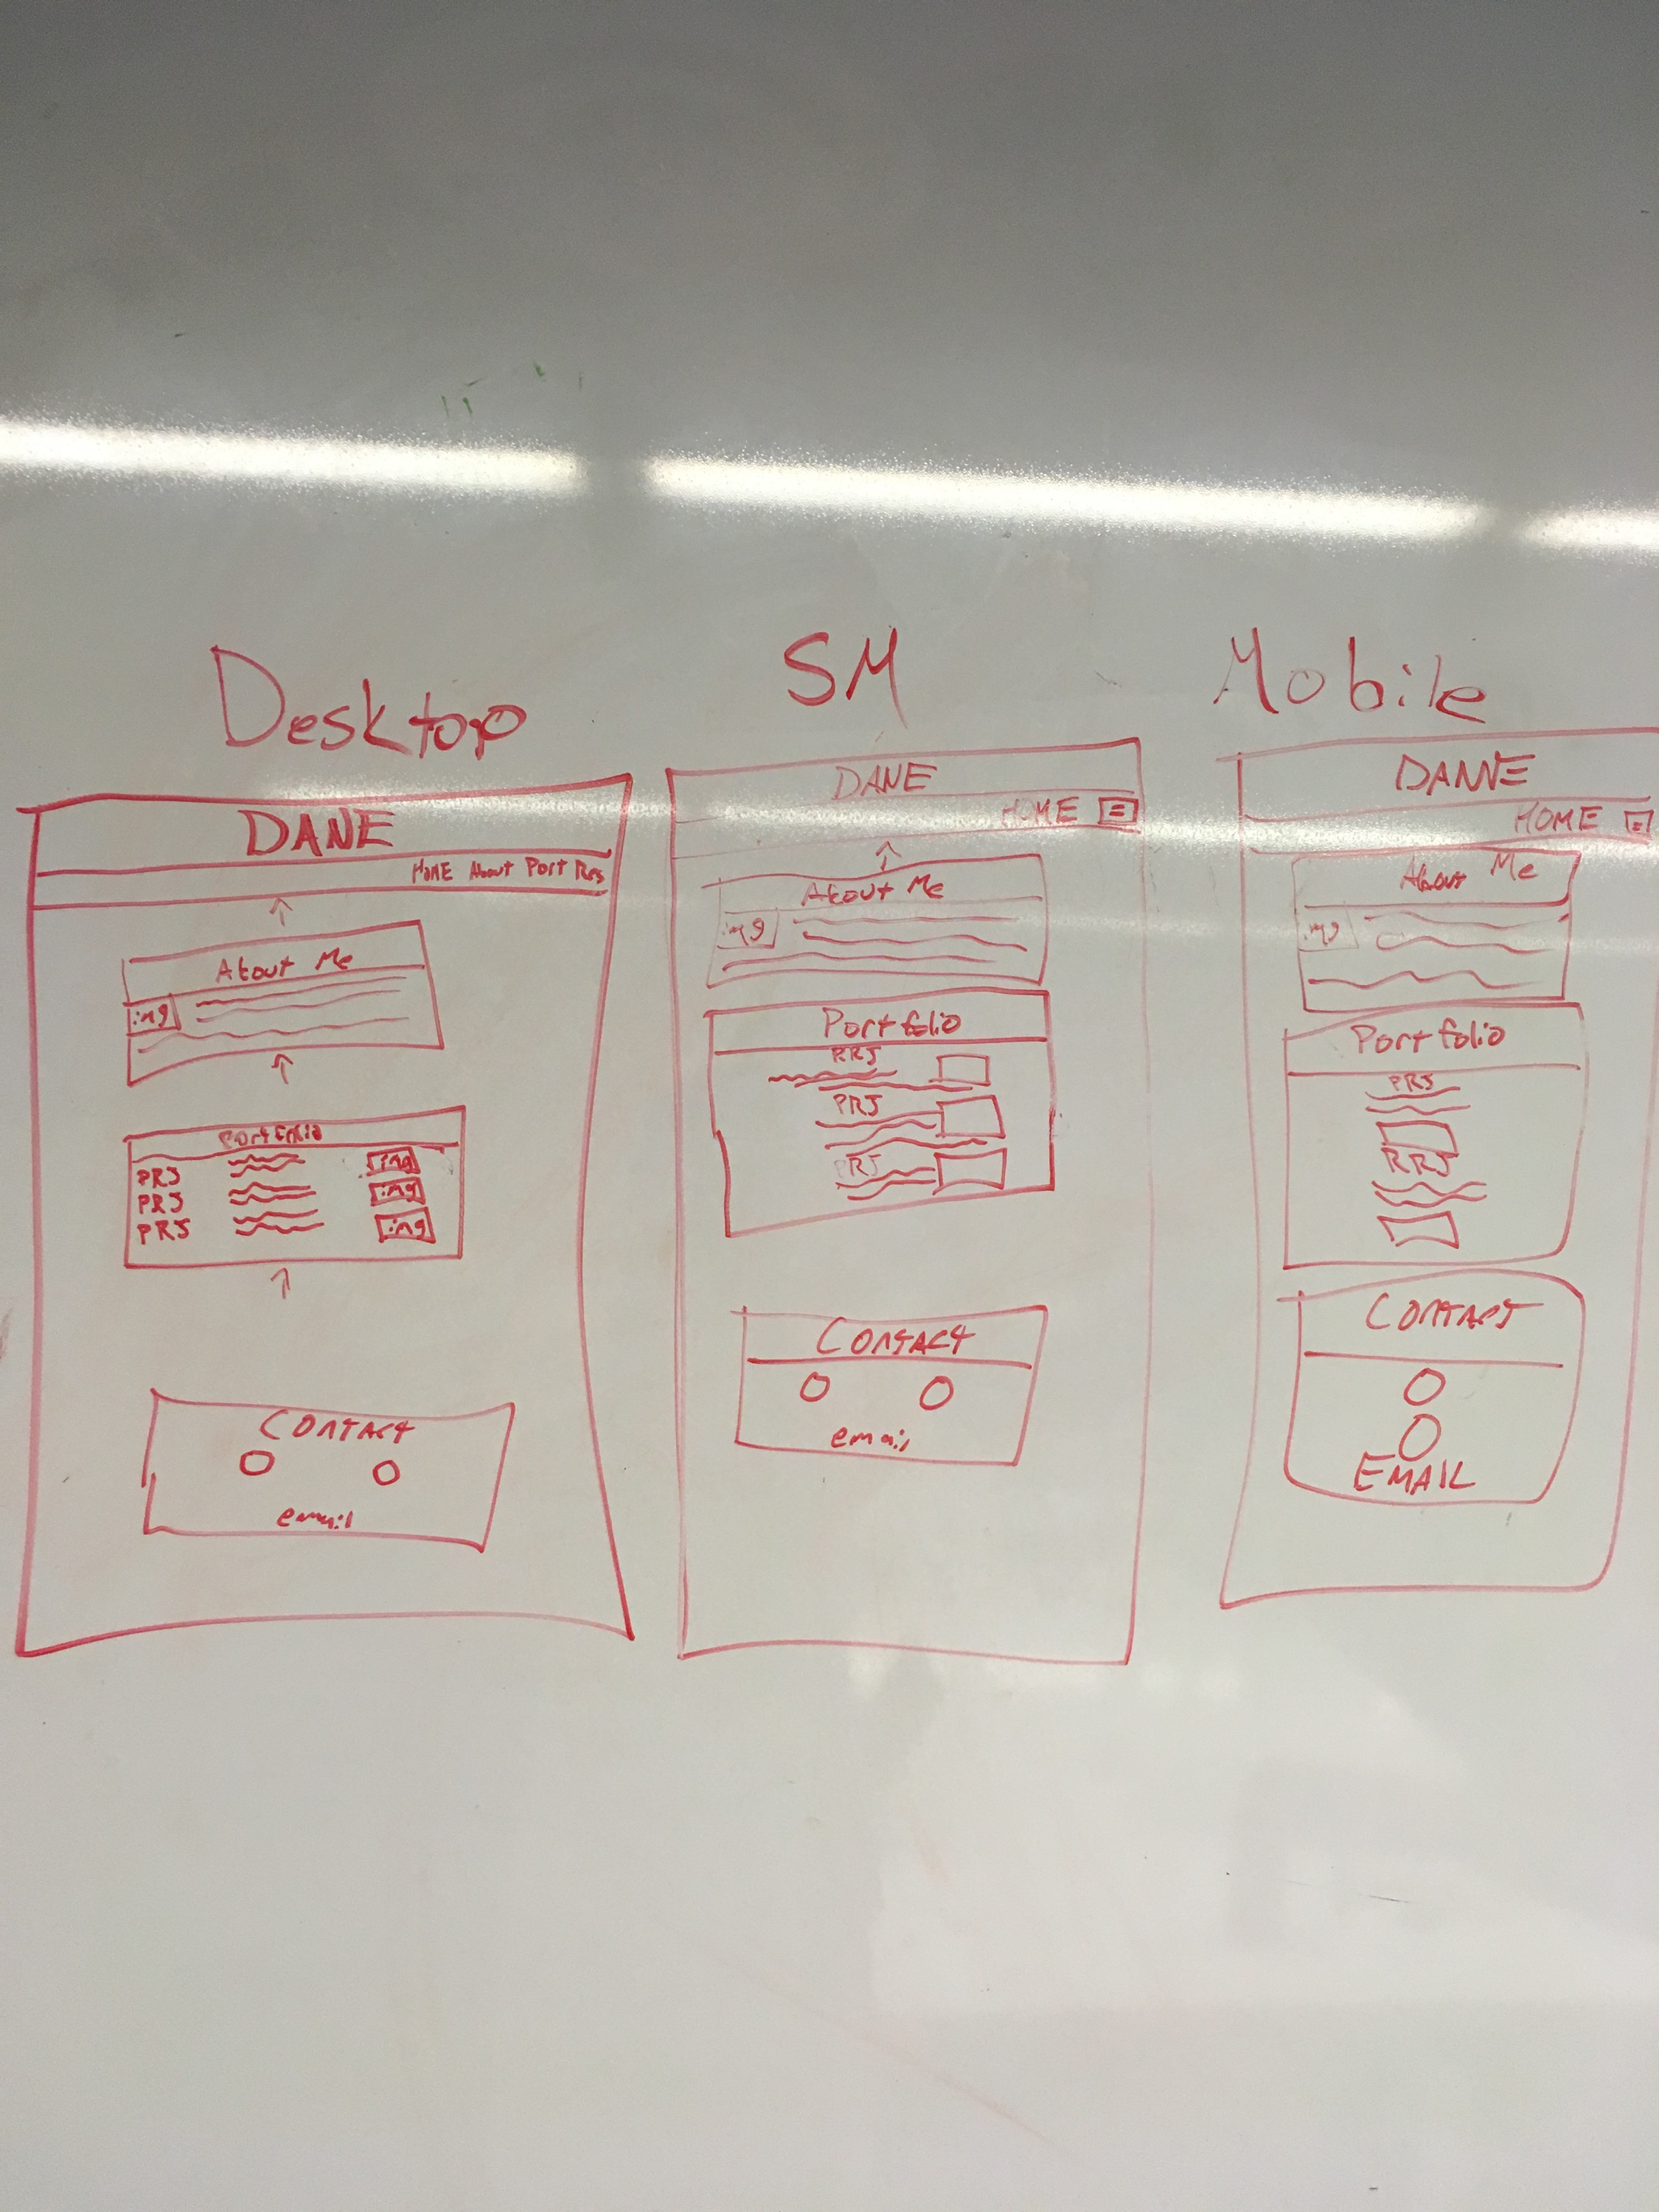 Desktop
DANE
HOME About Port Res
About Me
img
Portfolio
PRJ img
PRJ img
PRJ img
CONTACT
email
SM
DANE
HOME
About Me
img
Portfolio
PRJ
PRJ
PRJ
CONTACT
email
Mobile
DANE
HOME
About Me
img
Portfolio
PRJ
PRJ
CONTACT
EMAIL